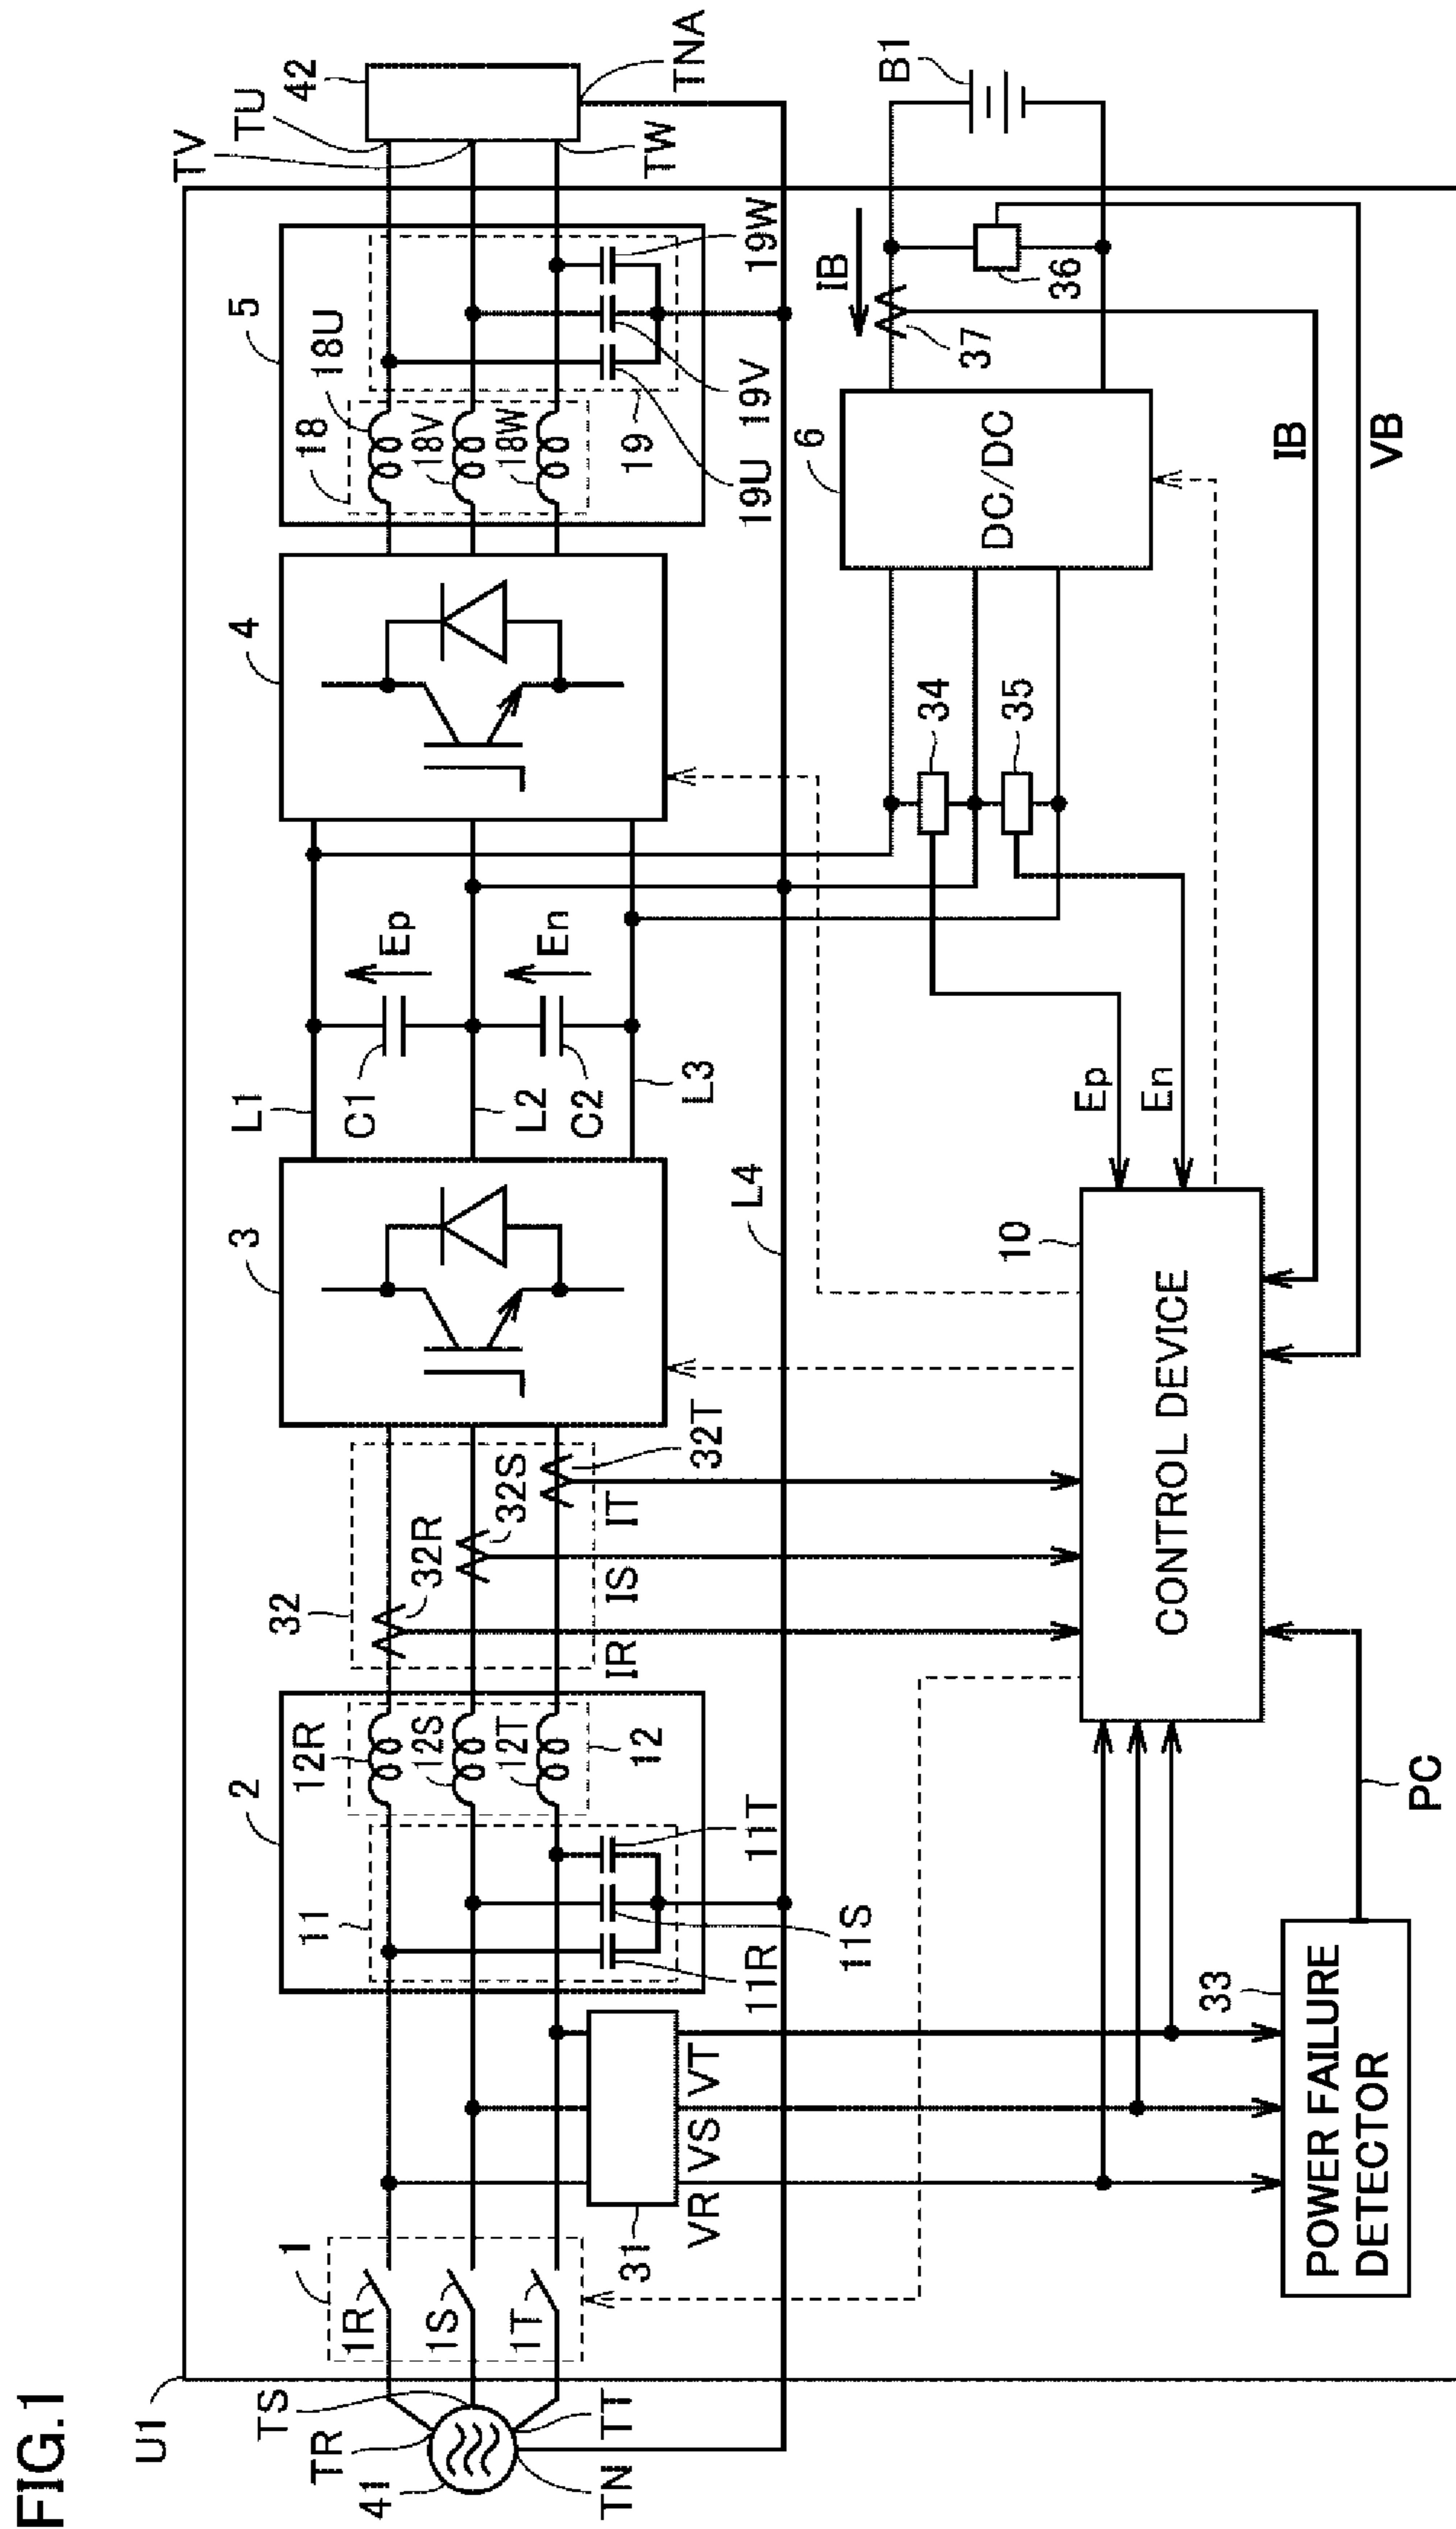 FIG.1
U1
TR
TS
TT
TN
41
1
1R
1S
1T
31
VR
VS
VT
2
11
11R
11S
11T
12
12R
12S
12T
32
32R
32S
32T
IR
IS
IT
3
L1
L2
L3
L4
C1
C2
Ep
En
4
5
18
18U
18V
18W
19
19U
19V
19W
TU
TV
TW
TNA
42
B1
IB
36
37
6
DC/DC
34
35
Ep
En
IB
VB
10
CONTROL DEVICE
33
POWER FAILURE
DETECTOR
PC